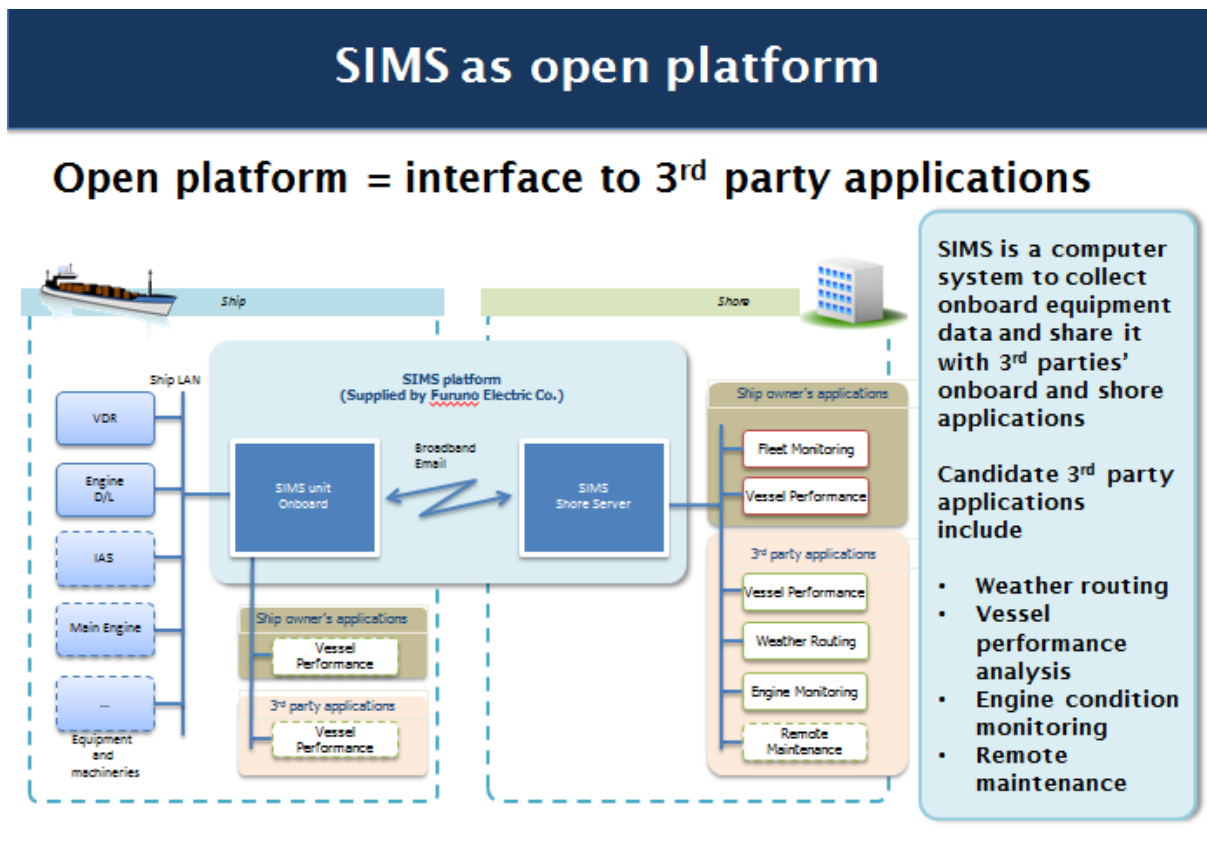 SIMS as open platform
Open platform = interface to 3rd party applications
Ship
Shore
Ship LAN
VDR
Engine
D/L
IAS
Main Engine
...
Equipment
and
machineries
SIMS platform
(Supplied by Furuno Electric Co.)
SIMS unit
Onboard
Broadband
Email
SIMS
Shore Server
Ship owner's applications
Vessel
Performance
3rd party applications
Vessel
Performance
Ship owner's applications
Fleet Monitoring
Vessel Performance
3rd party applications
Vessel Performance
Weather Routing
Engine Monitoring
Remote
Maintenance
SIMS is a computer
system to collect
onboard equipment
data and share it
with 3rd parties'
onboard and shore
applications
Candidate 3rd party
applications
include
• Weather routing
• Vessel
performance
analysis
• Engine condition
monitoring
• Remote
maintenance